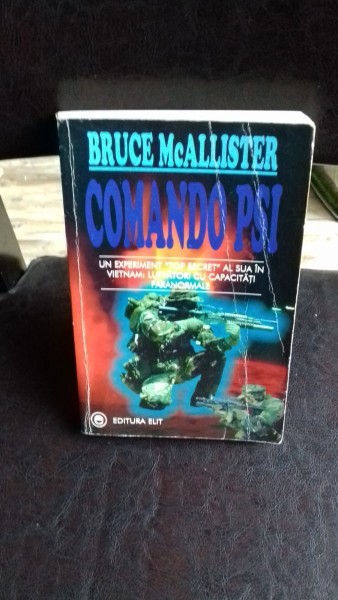 BRUCE McALLISTER
COMANDO PSI
UN EXPERIMENT "TOP SECRET" AL SUA ÎN
VIETNAM: LUPTĂTORI CU CAPACITĂȚI
PARANORMALE
e EDITURA ELIT